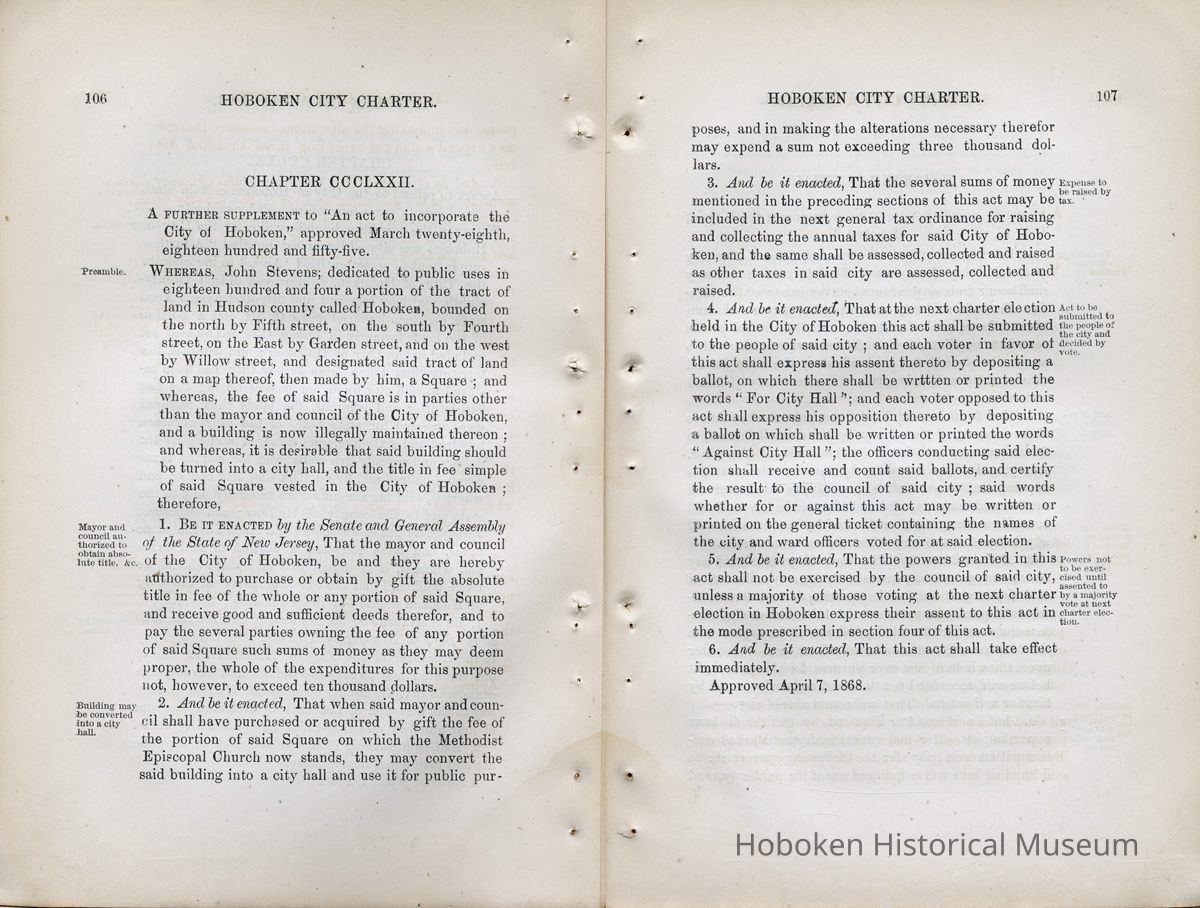 106
HOBOKEN CITY CHARTER.
CHAPTER CCCLXXII.
A FURTHER SUPPLEMENT to "An act to incorporate the
City of Hoboken," approved March twenty-eighth,
eighteen hundred and fifty-five.
Preamble.
WHEREAS, John Stevens; dedicated to public uses in
eighteen hundred and four a portion of the tract of
land in Hudson county called Hoboken, bounded on
the north by Fifth street, on the south by Fourth
street, on the East by Garden street, and on the west
by Willow street, and designated said tract of land
on a map thereof, then made by him, a Square ; and
whereas, the fee of said Square is in parties other
than the mayor and council of the City of Hoboken,
and a building is now illegally maintained thereon ;
and whereas, it is desirable that said building should
be turned into a city hall, and the title in fee simple
of said Square vested in the City of Hoboken ;
therefore,
Mayor and
council au-
thorized to
obtain abso-
lute title, &c.
1. BE IT ENACTED by the Senate and General Assembly
of the State of New Jersey, That the mayor and council
of the City of Hoboken, be and they are hereby
authorized to purchase or obtain by gift the absolute
title in fee of the whole or any portion of said Square,
and receive good and sufficient deeds therefor, and to
pay the several parties owning the fee of any portion
of said Square such sums of money as they may deem
proper, the whole of the expenditures for this purpose
not, however, to exceed ten thousand dollars.
Building may
be converted
into a city
hall.
2. And be it enacted, That when said mayor and coun-
cil shall have purchased or acquired by gift the fee of
the portion of said Square on which the Methodist
Episcopal Church now stands, they may convert the
said building into a city hall and use it for public pur-
HOBOKEN CITY CHARTER.
107
poses, and in making the alterations necessary therefor
may expend a sum not exceeding three thousand dol-
lars.
3. And be it enacted, That the several sums of money
mentioned in the preceding sections of this act may be
included in the next general tax ordinance for raising
and collecting the annual taxes for said City of Hobo-
ken, and the same shall be assessed, collected and raised
as other taxes in said city are assessed, collected and
raised.
Expense to
be raised by
tax.
4. And be it enacted, That at the next charter election
held in the City of Hoboken this act shall be submitted
to the people of said city ; and each voter in favor of
this act shall express his assent thereto by depositing a
ballot, on which there shall be wrttten or printed the
words " For City Hall "; and each voter opposed to this
act shall express his opposition thereto by depositing
a ballot on which shall be written or printed the words
" Against City Hall "; the officers conducting said elec-
tion shall receive and count said ballots, and certify
the result to the council of said city ; said words
whether for or against this act may be written or
printed on the general ticket containing the names of
the city and ward officers voted for at said election.
Act to be
submitted to
the people of
the city and
decided by
vote.
5. And be it enacted, That the powers granted in this
act shall not be exercised by the council of said city,
unless a majority of those voting at the next charter
election in Hoboken express their assent to this act in
the mode prescribed in section four of this act.
Powers not
to be exer-
cised until
assented to
by a majority
vote at next
charter elec-
tion.
6. And be it enacted, That this act shall take effect
immediately.
Approved April 7, 1868.
Hoboken Historical Museum